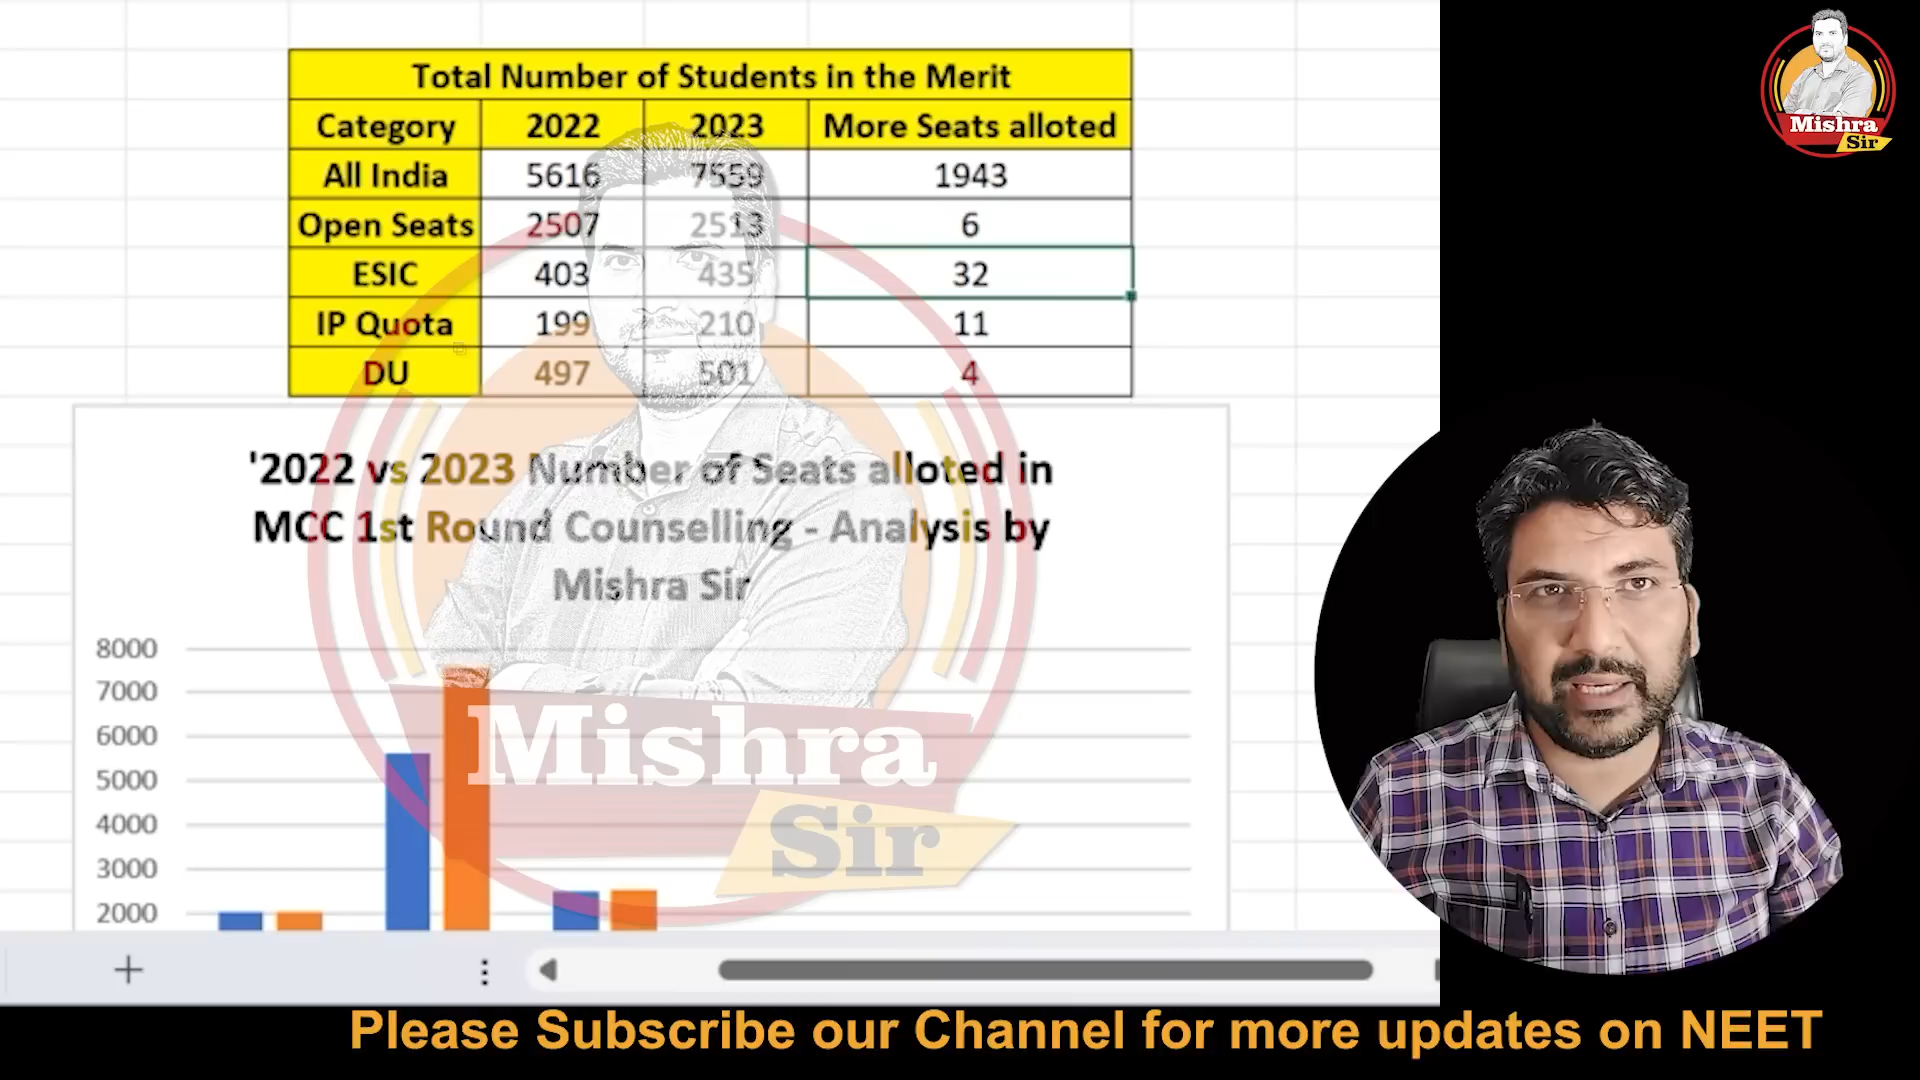 Total Number of Students in the Merit
Category 2022 2023 More Seats alloted
All India 5616 7559 1943
Open Seats 2507 2513 6
ESIC 403 435 32
IP Quota 199 210 11
DU 497 501 4
'2022 vs 2023 Number of Seats alloted in
MCC 1st Round Counselling - Analysis by
Mishra Sir
8000
7000
6000
5000
4000
3000
2000
Mishra
Sir
Mishra
Sir
Please Subscribe our Channel for more updates on NEET